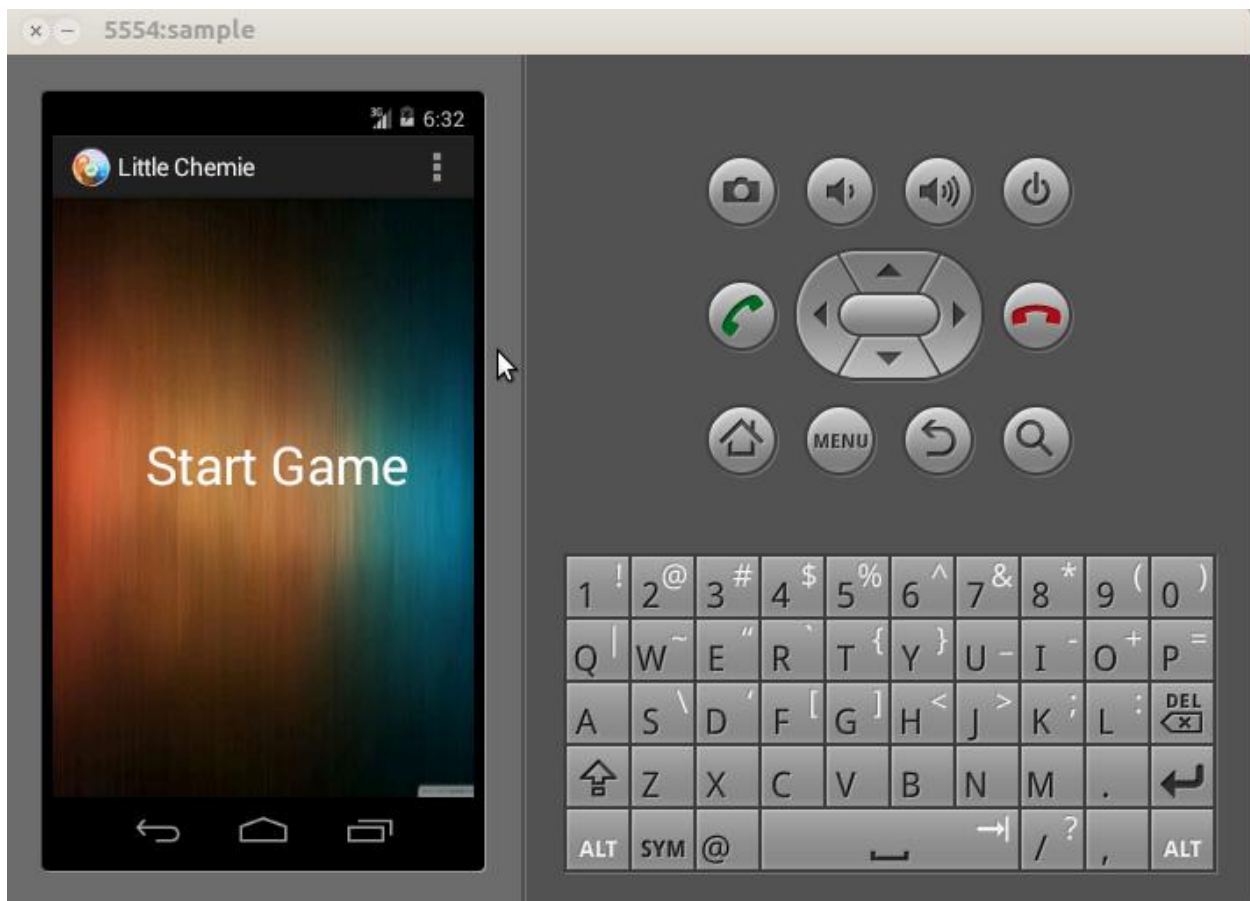 5554:sample
3G 6:32
Little Chemie
Start Game
MENU
1 ! 2 @ 3 # 4 $ 5 % 6 ^ 7 & 8 * 9 ( 0 )
Q | W ~ E " R ` T { Y } U _ I - O + P =
A S \ D ' F [ G ] H < J > K ; L : DEL
Z X C V B N M .
ALT SYM @ / ? , ALT